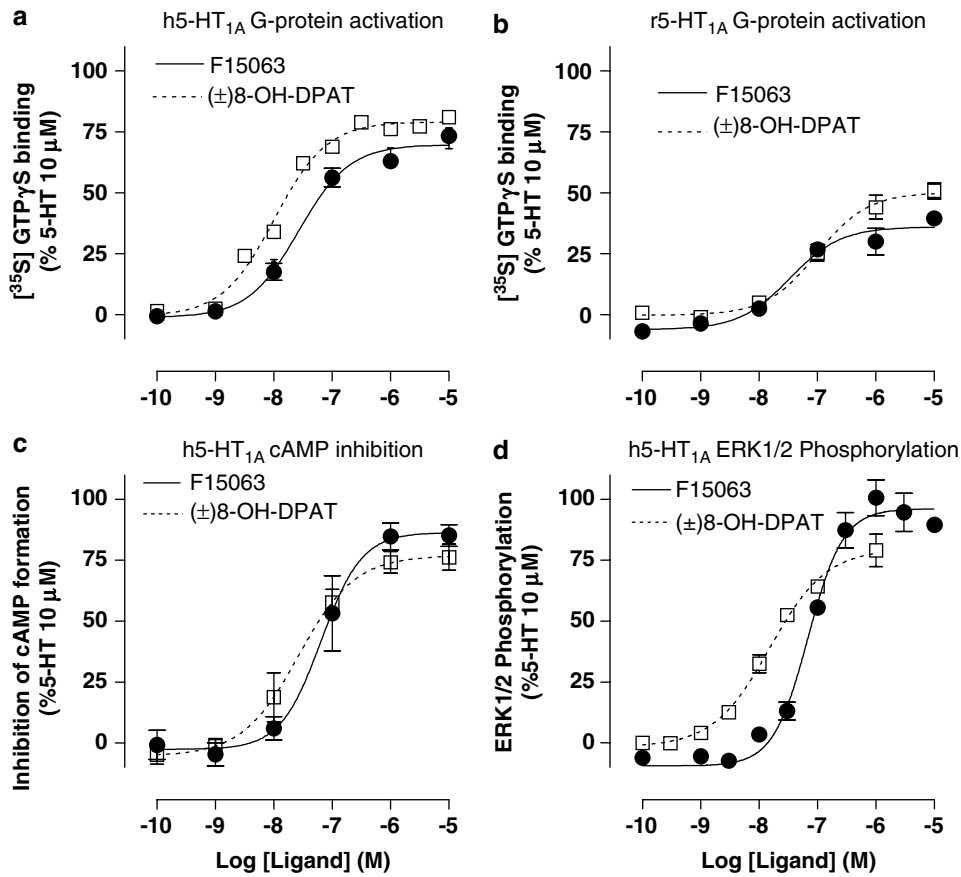 a
h5-HT1A G-protein activation
F15063
(±)8-OH-DPAT
[35S] GTPγS binding
(% 5-HT 10 µM)
100
75
50
25
0
-10 -9 -8 -7 -6 -5
b
r5-HT1A G-protein activation
F15063
(±)8-OH-DPAT
[35S] GTPγS binding
(% 5-HT 10 µM)
100
75
50
25
0
-10 -9 -8 -7 -6 -5
c
h5-HT1A cAMP inhibition
F15063
(±)8-OH-DPAT
Inhibition of cAMP formation
(%5-HT 10 µM)
100
75
50
25
0
-10 -9 -8 -7 -6 -5
Log [Ligand] (M)
d
h5-HT1A ERK1/2 Phosphorylation
F15063
(±)8-OH-DPAT
ERK1/2 Phosphorylation
(%5-HT 10 µM)
100
75
50
25
0
-10 -9 -8 -7 -6 -5
Log [Ligand] (M)